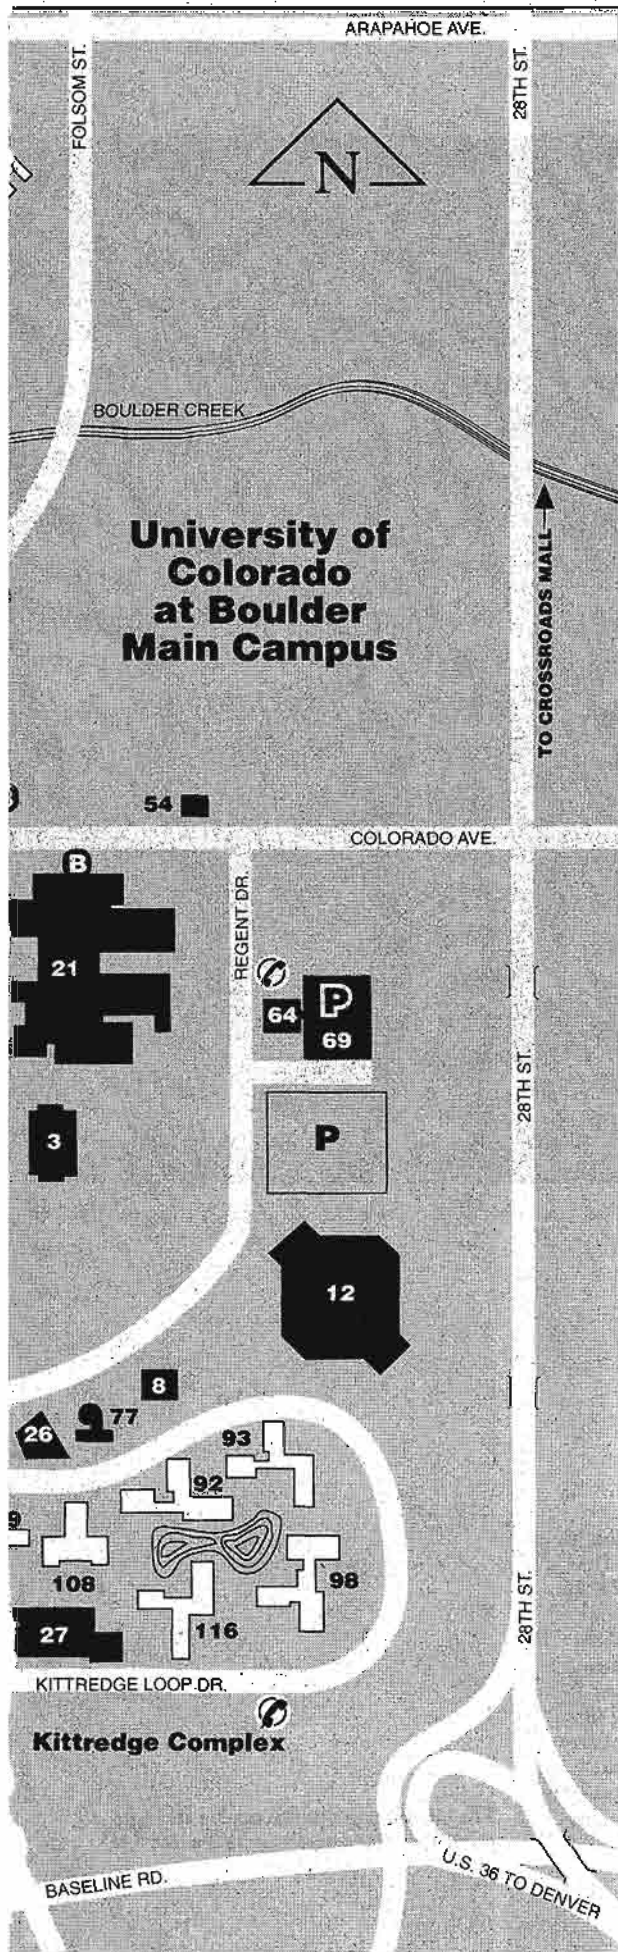 ARAPAHOE AVE.
FOLSOM ST.
28TH ST.
N
BOULDER CREEK
University of
Colorado
at Boulder
Main Campus
TO CROSSROADS MALL
54
COLORADO AVE.
B
REGENT DR.
21
P
64
69
28TH ST.
3
P
12
8
77
26
93
92
9
108
98
116
27
28TH ST.
KITTREDGE LOOP DR.
Kittredge Complex
BASELINE RD.
U.S. 36 TO DENVER